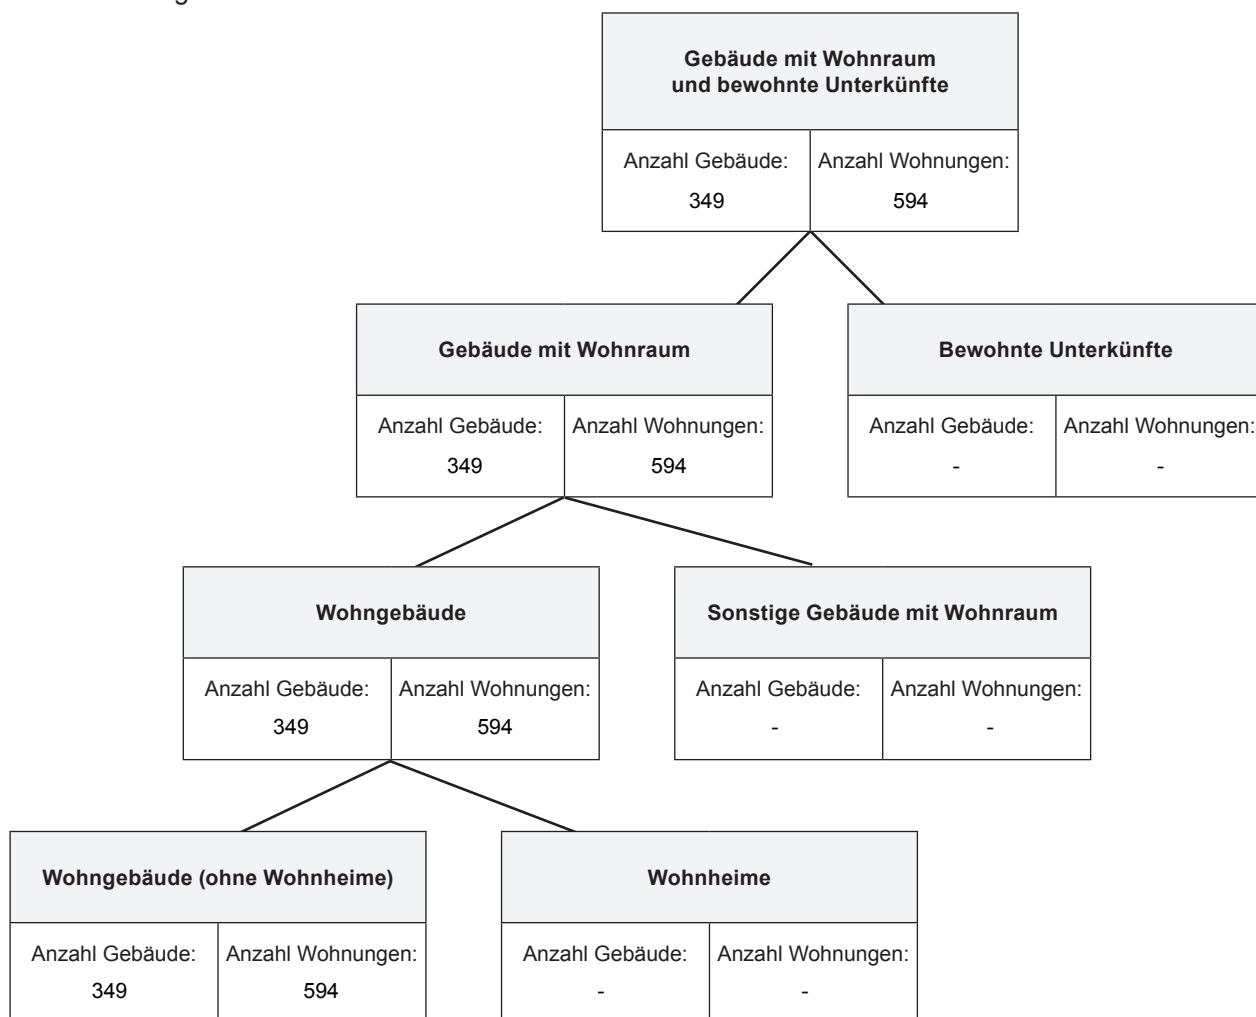 Gebäude mit Wohnraum
und bewohnte Unterkünfte
Anzahl Gebäude: Anzahl Wohnungen:
349 594
Gebäude mit Wohnraum
Anzahl Gebäude: Anzahl Wohnungen:
349 594
Bewohnte Unterkünfte
Anzahl Gebäude: Anzahl Wohnungen:
- -
Wohngebäude
Anzahl Gebäude: Anzahl Wohnungen:
349 594
Sonstige Gebäude mit Wohnraum
Anzahl Gebäude: Anzahl Wohnungen:
- -
Wohngebäude (ohne Wohnheime)
Anzahl Gebäude: Anzahl Wohnungen:
349 594
Wohnheime
Anzahl Gebäude: Anzahl Wohnungen:
- -